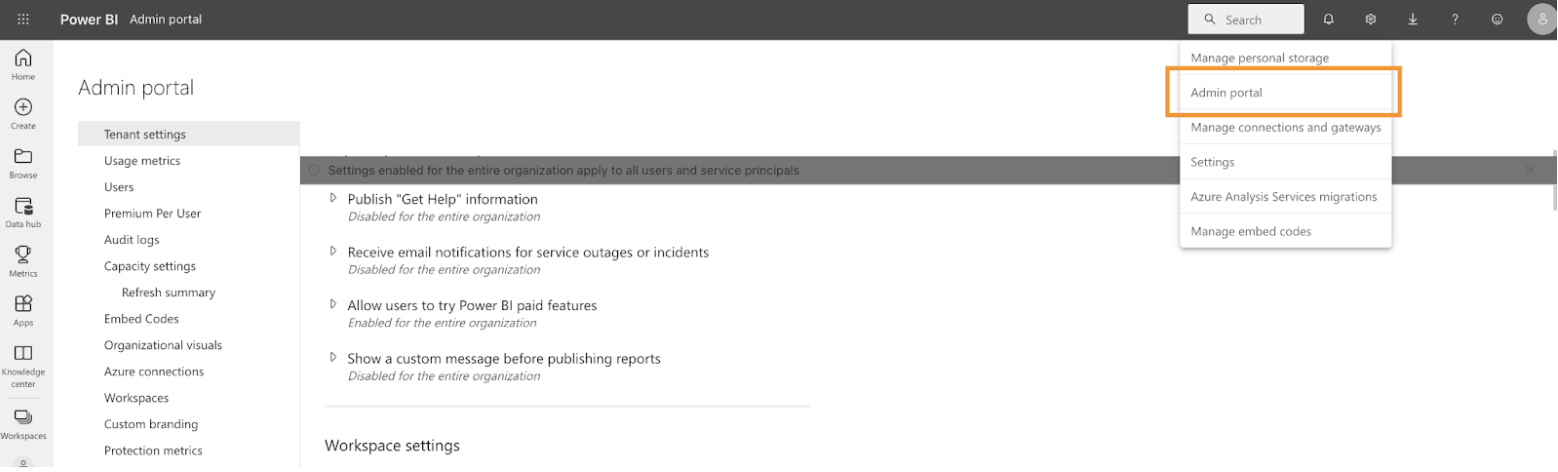 Power BI Admin portal
Search
Home
Create
Browse
Data hub
Metrics
Apps
Knowledge
center
Workspaces
Admin portal
Tenant settings
Usage metrics
Users
Premium Per User
Audit logs
Capacity settings
Refresh summary
Embed Codes
Organizational visuals
Azure connections
Workspaces
Custom branding
Protection metrics
Settings enabled for the entire organization apply to all users and service principals
Publish "Get Help" information
Disabled for the entire organization
Receive email notifications for service outages or incidents
Disabled for the entire organization
Allow users to try Power BI paid features
Enabled for the entire organization
Show a custom message before publishing reports
Disabled for the entire organization
Workspace settings
Manage personal storage
Admin portal
Manage connections and gateways
Settings
Azure Analysis Services migrations
Manage embed codes